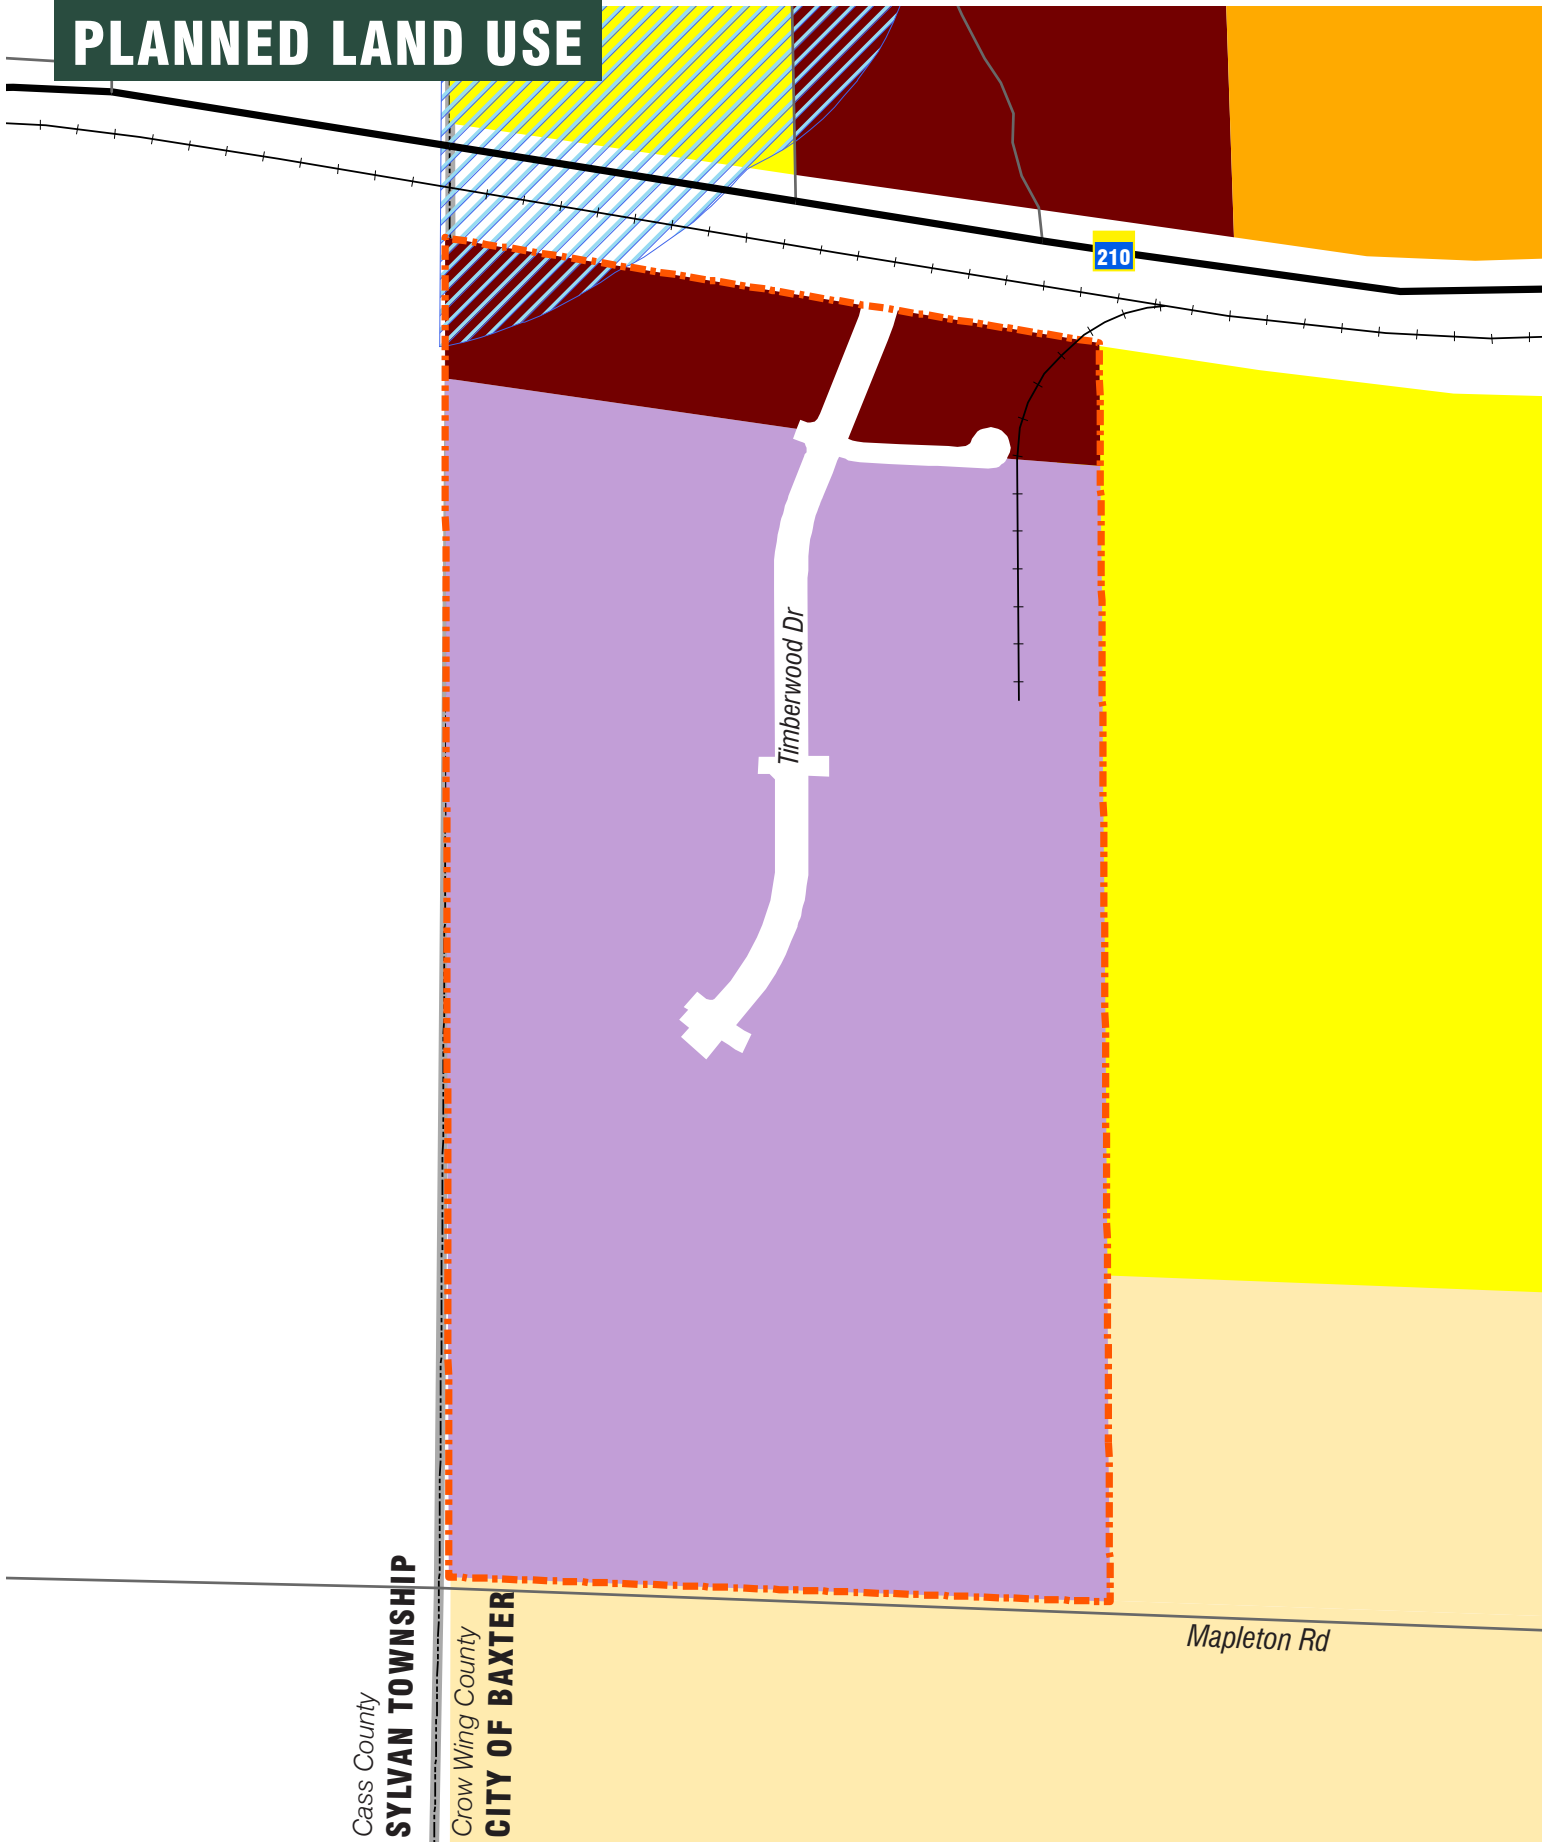 PLANNED LAND USE
210
Timberwood Dr
Mapleton Rd
Cass County
SYLVAN TOWNSHIP
Crow Wing County
CITY OF BAXTER